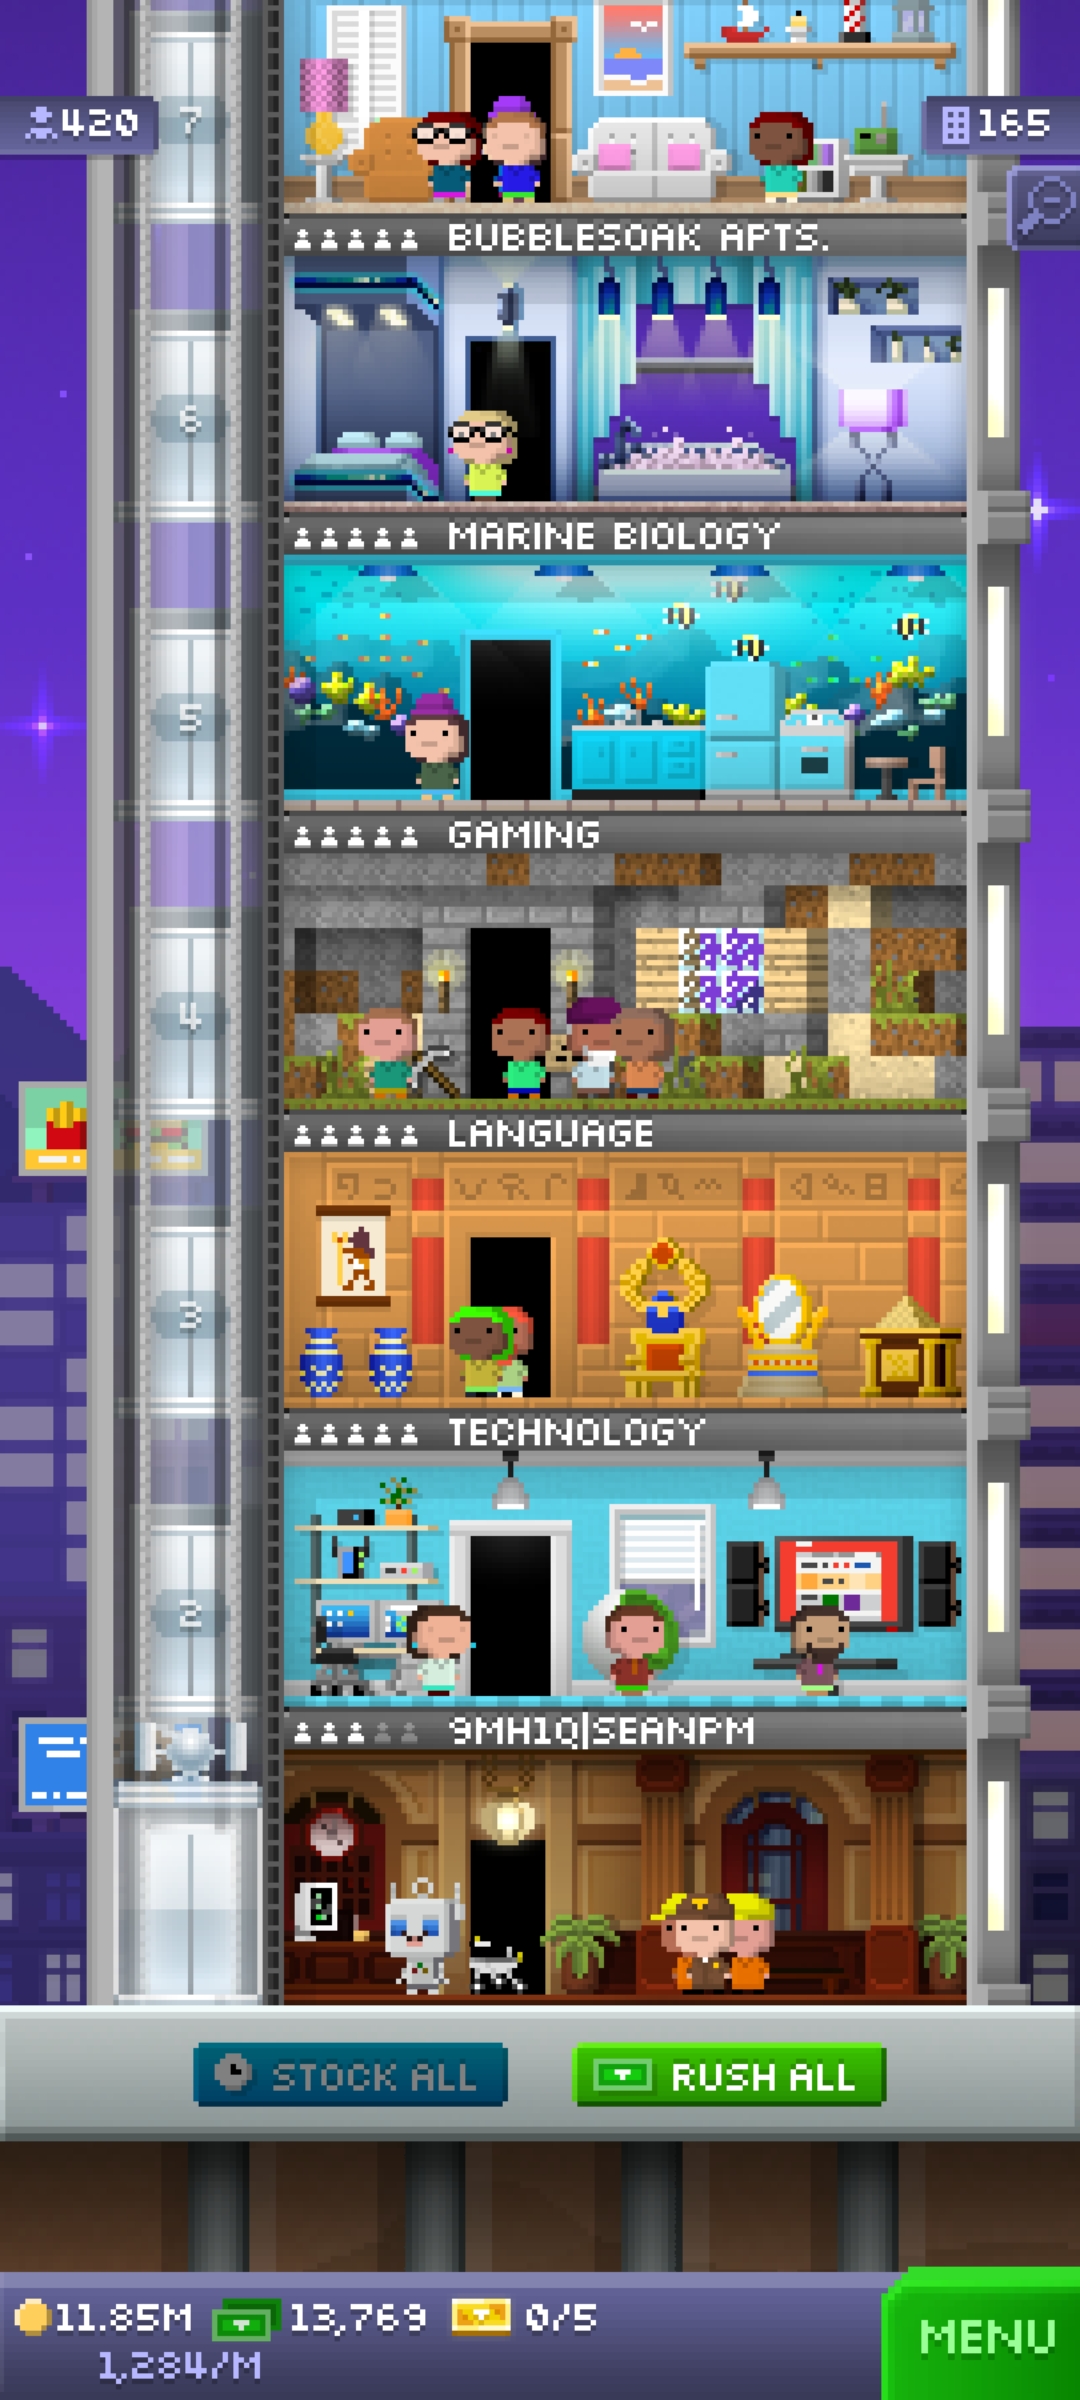 420
7
165
BUBBLESOAK APTS.
6
MARINE BIOLOGY
5
GAMING
4
LANGUAGE
3
TECHNOLOGY
2
9MH1Q|SEANPM
STOCK ALL
RUSH ALL
11.85M
13,769
0/5
1,284/M
MENU